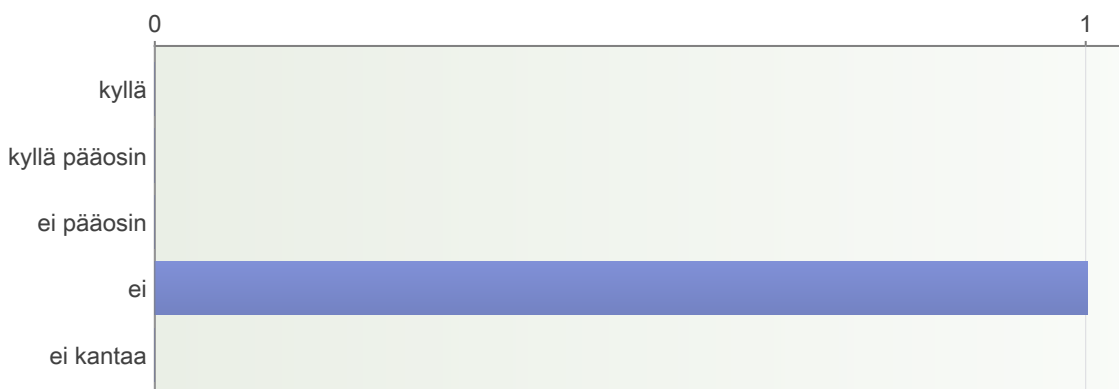 0 1
kyllä
kyllä pääosin
ei pääosin
ei
ei kantaa